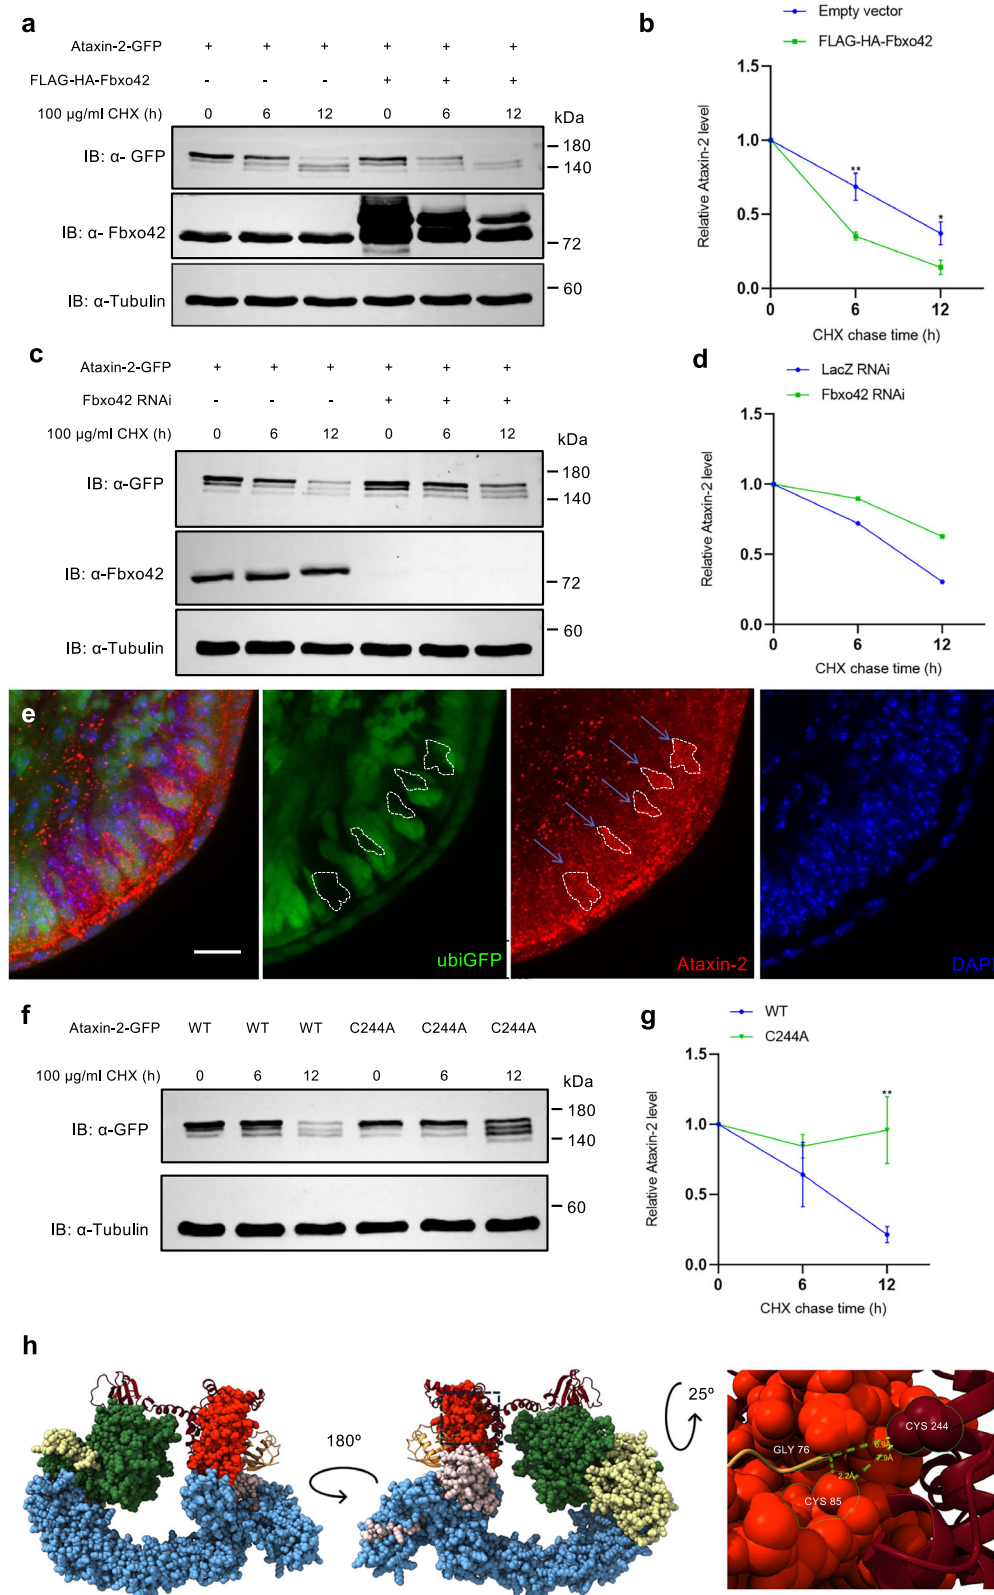 a
Ataxin-2-GFP + + + + + +
FLAG-HA-Fbxo42 - - - + + +
100 µg/ml CHX (h) 0 6 12 0 6 12 kDa
IB: α- GFP
180
140
IB: α- Fbxo42
72
IB: α-Tubulin
60
b
Empty vector
FLAG-HA-Fbxo42
Relative Ataxin-2 level
1.5
1.0
0.5
0.0
**
*
0 6 12
CHX chase time (h)
c
Ataxin-2-GFP + + + + + +
Fbxo42 RNAi - - - + + +
100 µg/ml CHX (h) 0 6 12 0 6 12 kDa
IB: α-GFP
180
140
IB: α-Fbxo42
72
IB: α-Tubulin
60
d
LacZ RNAi
Fbxo42 RNAi
Relative Ataxin-2 level
1.5
1.0
0.5
0.0
0 6 12
CHX chase time (h)
e
ubiGFP
Ataxin-2
DAPI
f
Ataxin-2-GFP WT WT WT C244A C244A C244A
100 µg/ml CHX (h) 0 6 12 0 6 12 kDa
IB: α-GFP
180
140
IB: α-Tubulin
60
g
WT
C244A
Relative Ataxin-2 level
1.5
1.0
0.5
0.0
**
0 6 12
CHX chase time (h)
h
180º
25º
CYS 244
GLY 76
6.9Å
7.9Å
2.2Å
CYS 85